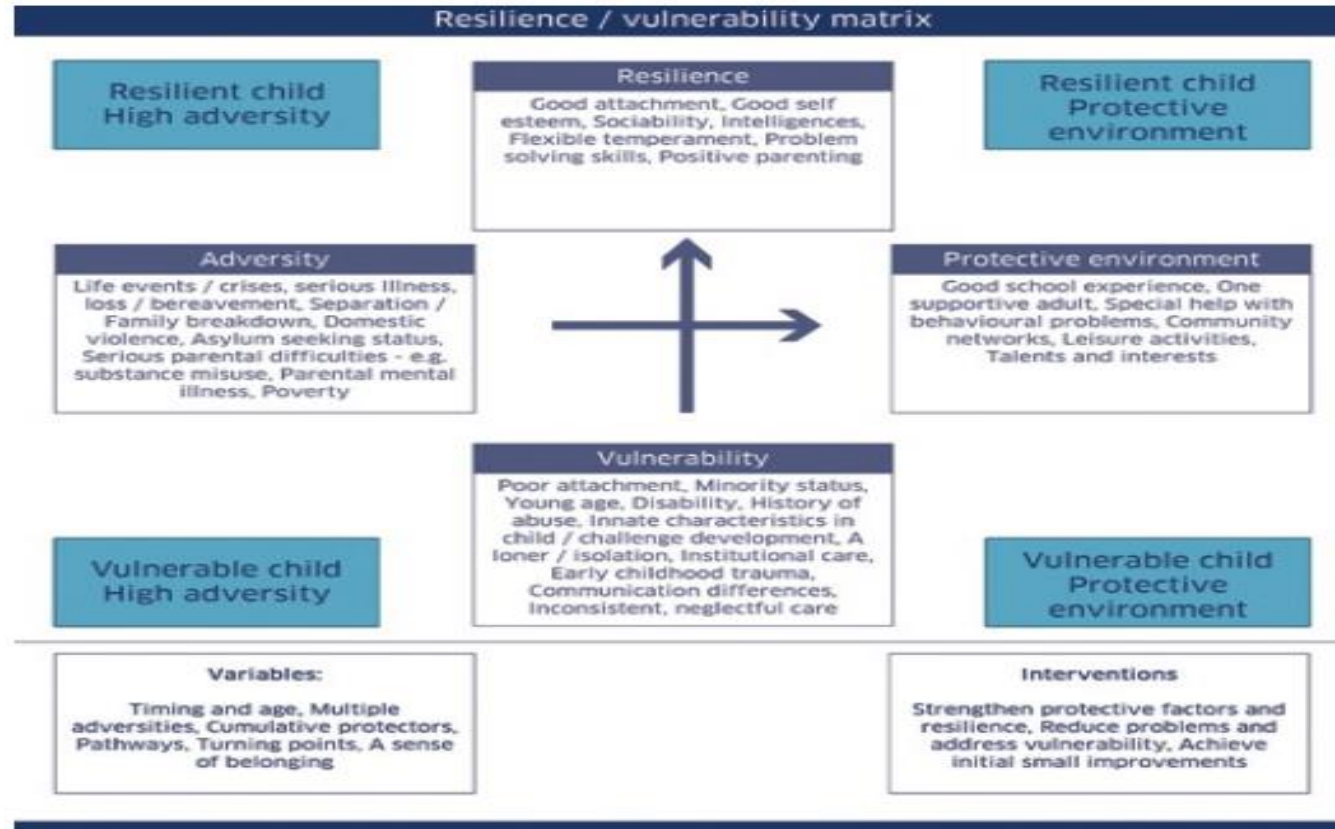 Resilience / vulnerability matrix
Resilient child
High adversity
Resilience
Good attachment, Good self
esteem, Sociability, Intelligences,
Flexible temperament, Problem
solving skills, Positive parenting
Resilient child
Protective
environment
Adversity
Life events / crises, serious Illness,
loss / bereavement, Separation /
Family breakdown, Domestic
violence, Asylum seeking status,
Serious parental difficulties - e.g.
substance misuse, Parental mental
illness, Poverty
Protective environment
Good school experience, One
supportive adult, Special help with
behavioural problems, Community
networks, Leisure activities,
Talents and interests
Vulnerable child
High adversity
Vulnerability
Poor attachment, Minority status,
Young age, Disability, History of
abuse, Innate characteristics in
child / challenge development, A
loner / isolation, Institutional care,
Early childhood trauma,
Communication differences,
Inconsistent, neglectful care
Vulnerable child
Protective
environment
Variables:
Timing and age, Multiple
adversities, Cumulative protectors,
Pathways, Turning points, A sense
of belonging
Interventions
Strengthen protective factors and
resilience, Reduce problems and
address vulnerability, Achieve
initial small improvements